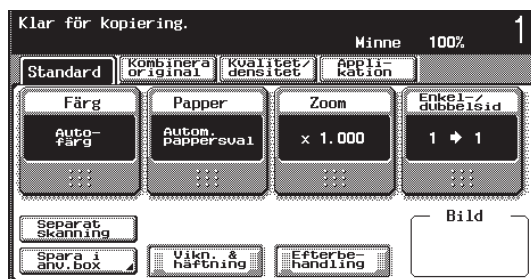 Klar för kopiering.
1
Minne 100%
Standard
Kombinera
original
Kvalitet/
densitet
Appli-
kation
Färg
Papper
Zoom
Enkel-/
dubbelsid
Auto-
färg
Autom.
pappersval
x 1.000
1 ➔ 1
Separat
skanning
Bild
Spara i
anv.box
Vikn. &
häftning
Efterbe-
handling